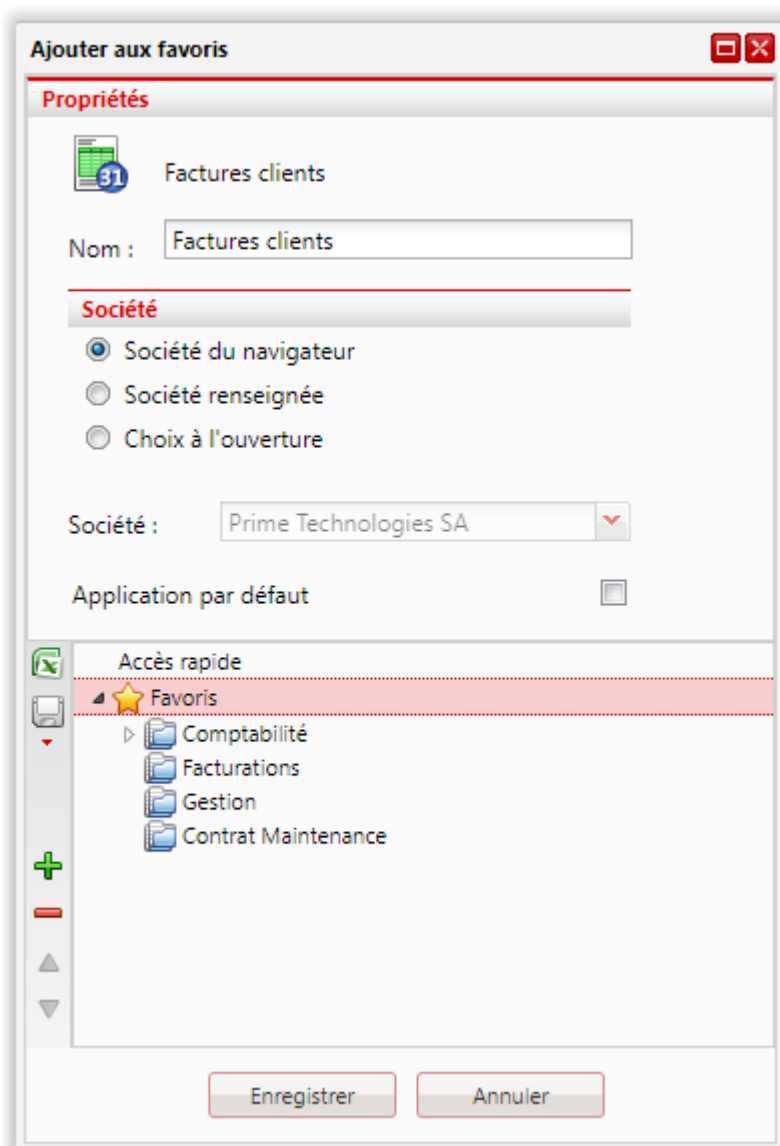 Ajouter aux favoris
Propriétés
31
Factures clients
Nom : Factures clients
Société
Société du navigateur
Société renseignée
Choix à l'ouverture
Société : Prime Technologies SA
Application par défaut
Accès rapide
Favoris
Comptabilité
Facturations
Gestion
Contrat Maintenance
Enregistrer Annuler